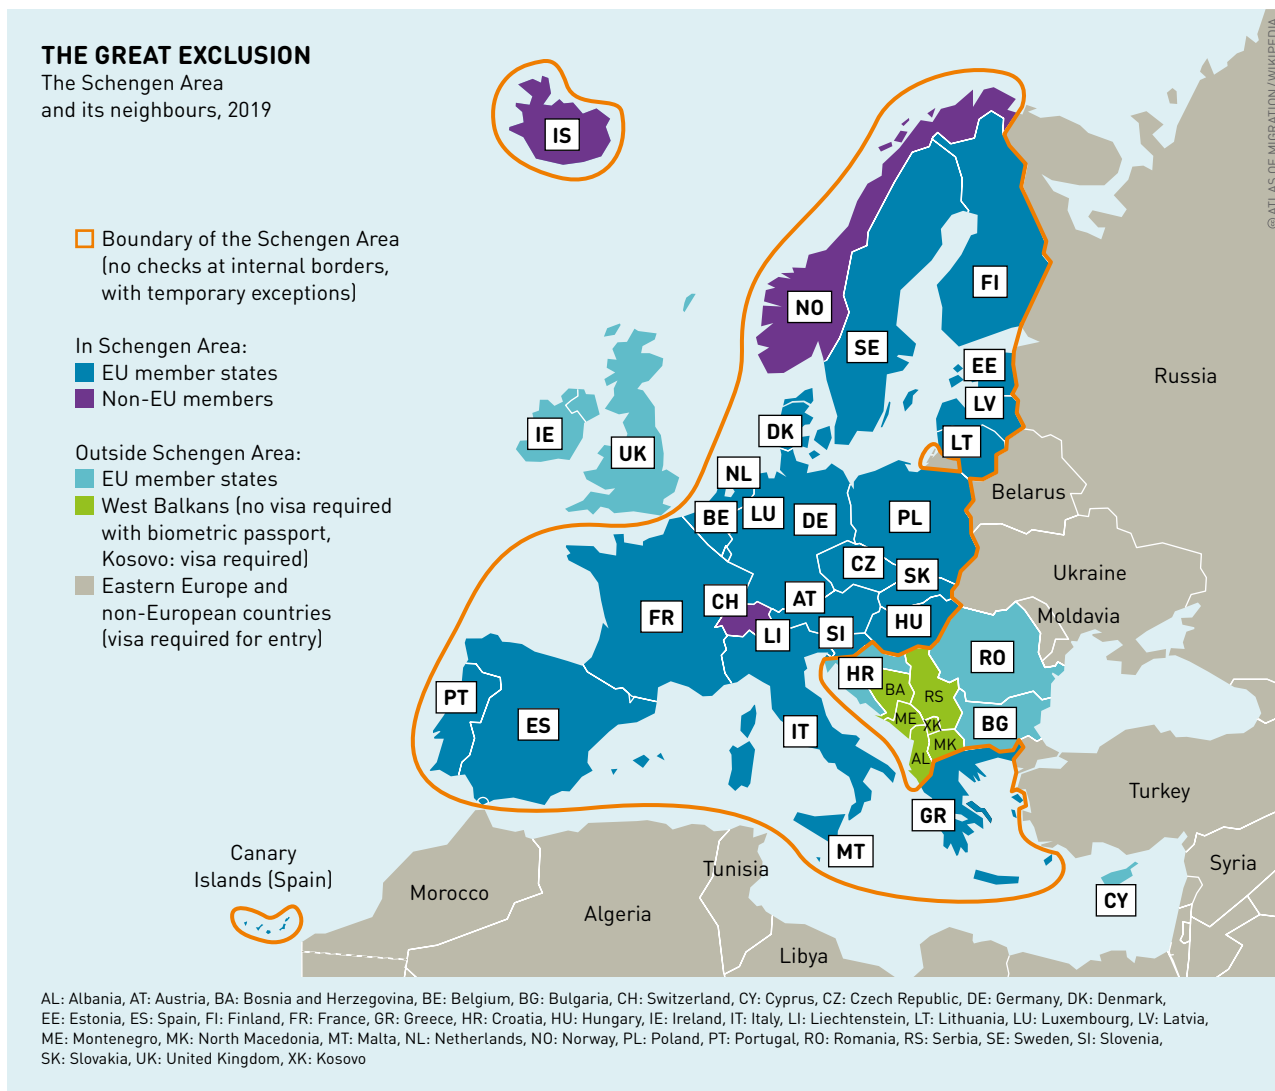 THE GREAT EXCLUSION
The Schengen Area
and its neighbours, 2019
© ATLAS OF MIGRATION / WIKIPEDIA
Boundary of the Schengen Area
(no checks at internal borders,
with temporary exceptions)
In Schengen Area:
EU member states
Non-EU members
Outside Schengen Area:
EU member states
West Balkans (no visa required
with biometric passport,
Kosovo: visa required)
Eastern Europe and
non-European countries
(visa required for entry)
IS
NO
FI
SE
EE
Russia
LV
DK
IE
UK
LT
NL
Belarus
BE
LU
DE
PL
CZ
SK
Ukraine
CH
AT
FR
HU
Moldavia
LI
SI
RO
HR
BA
RS
PT
ES
ME
XK
BG
IT
MK
AL
Turkey
GR
MT
Canary
Islands (Spain)
Tunisia
Syria
Morocco
CY
Algeria
Libya
AL: Albania, AT: Austria, BA: Bosnia and Herzegovina, BE: Belgium, BG: Bulgaria, CH: Switzerland, CY: Cyprus, CZ: Czech Republic, DE: Germany, DK: Denmark,
EE: Estonia, ES: Spain, FI: Finland, FR: France, GR: Greece, HR: Croatia, HU: Hungary, IE: Ireland, IT: Italy, LI: Liechtenstein, LT: Lithuania, LU: Luxembourg, LV: Latvia,
ME: Montenegro, MK: North Macedonia, MT: Malta, NL: Netherlands, NO: Norway, PL: Poland, PT: Portugal, RO: Romania, RS: Serbia, SE: Sweden, SI: Slovenia,
SK: Slovakia, UK: United Kingdom, XK: Kosovo